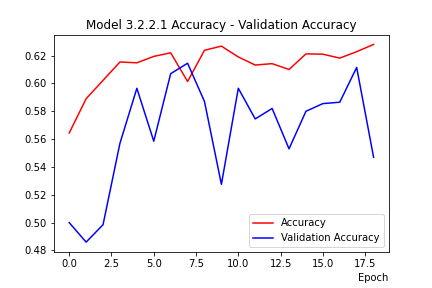 Model 3.2.2.1 Accuracy - Validation Accuracy
0.62
0.60
0.58
0.56
0.54
0.52
0.50
0.48
Accuracy
Validation Accuracy
0.0 2.5 5.0 7.5 10.0 12.5 15.0 17.5
Epoch